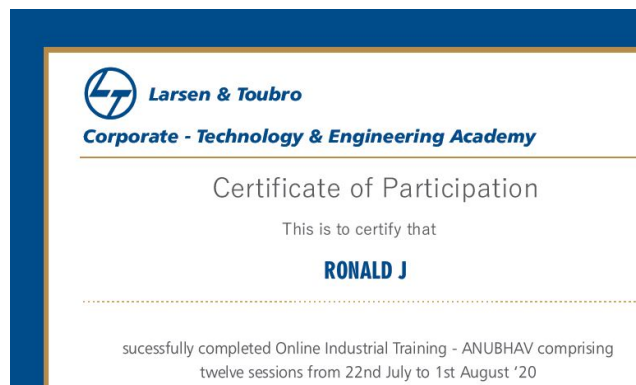 LT
Larsen & Toubro
Corporate - Technology & Engineering Academy
Certificate of Participation
This is to certify that
RONALD J
sucessfully completed Online Industrial Training - ANUBHAV comprising
twelve sessions from 22nd July to 1st August ‘20